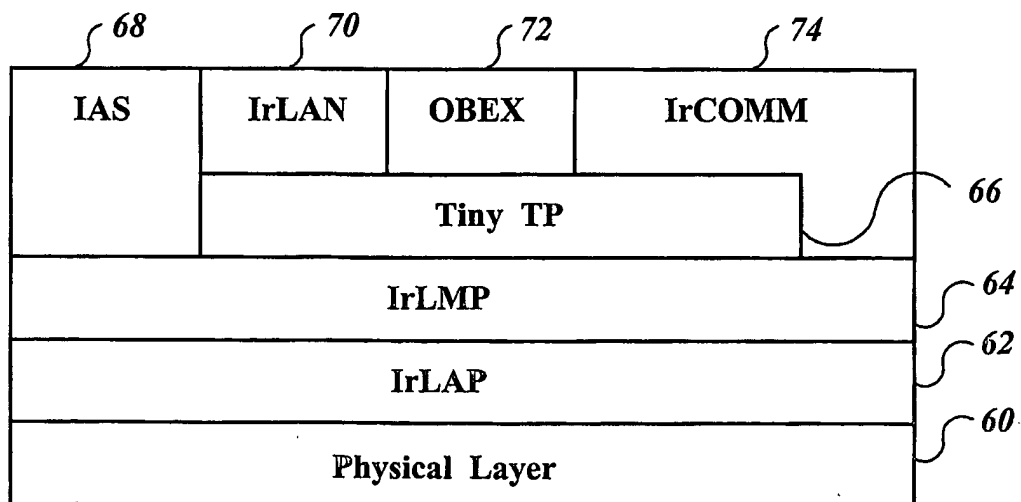 68 70 72 74
IAS IrLAN OBEX IrCOMM
66
Tiny TP
IrLMP
64
62
IrLAP
60
Physical Layer